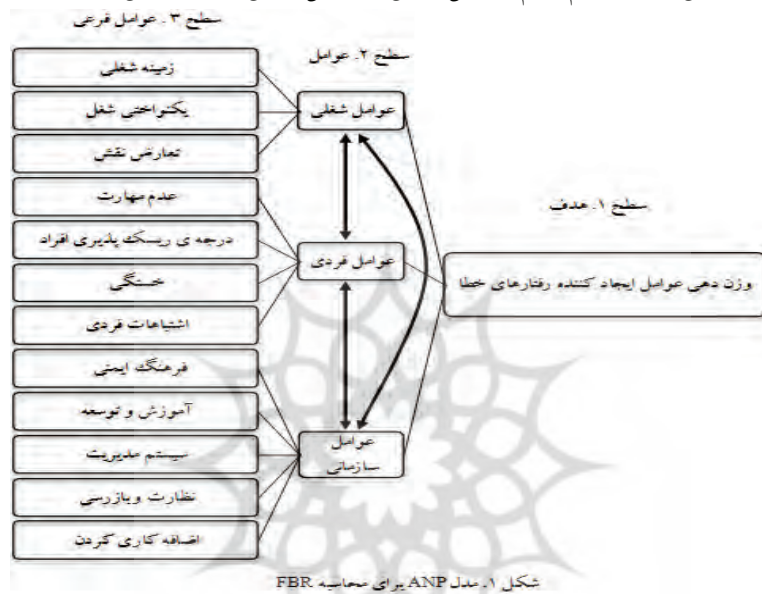 سطح ۱. هدف
وزن دهی عوامل ایجاد کننده رفتارهای خطا
سطح ۲. عوامل
عوامل شغلی
عوامل فردی
عوامل
سازمانی
سطح ۳. عوامل فرعی
زمینه شغلی
یکنواختی شغل
تعارض نقش
عدم مهارت
درجه ی ریسک پذیری افراد
خستگی
اشتباهات فردی
فرهنگ ایمنی
آموزش و توسعه
سیستم مدیریت
نظارت و بازرسی
اضافه کاری کردن
شکل ۱. مدل ANP برای محاسبه FBR